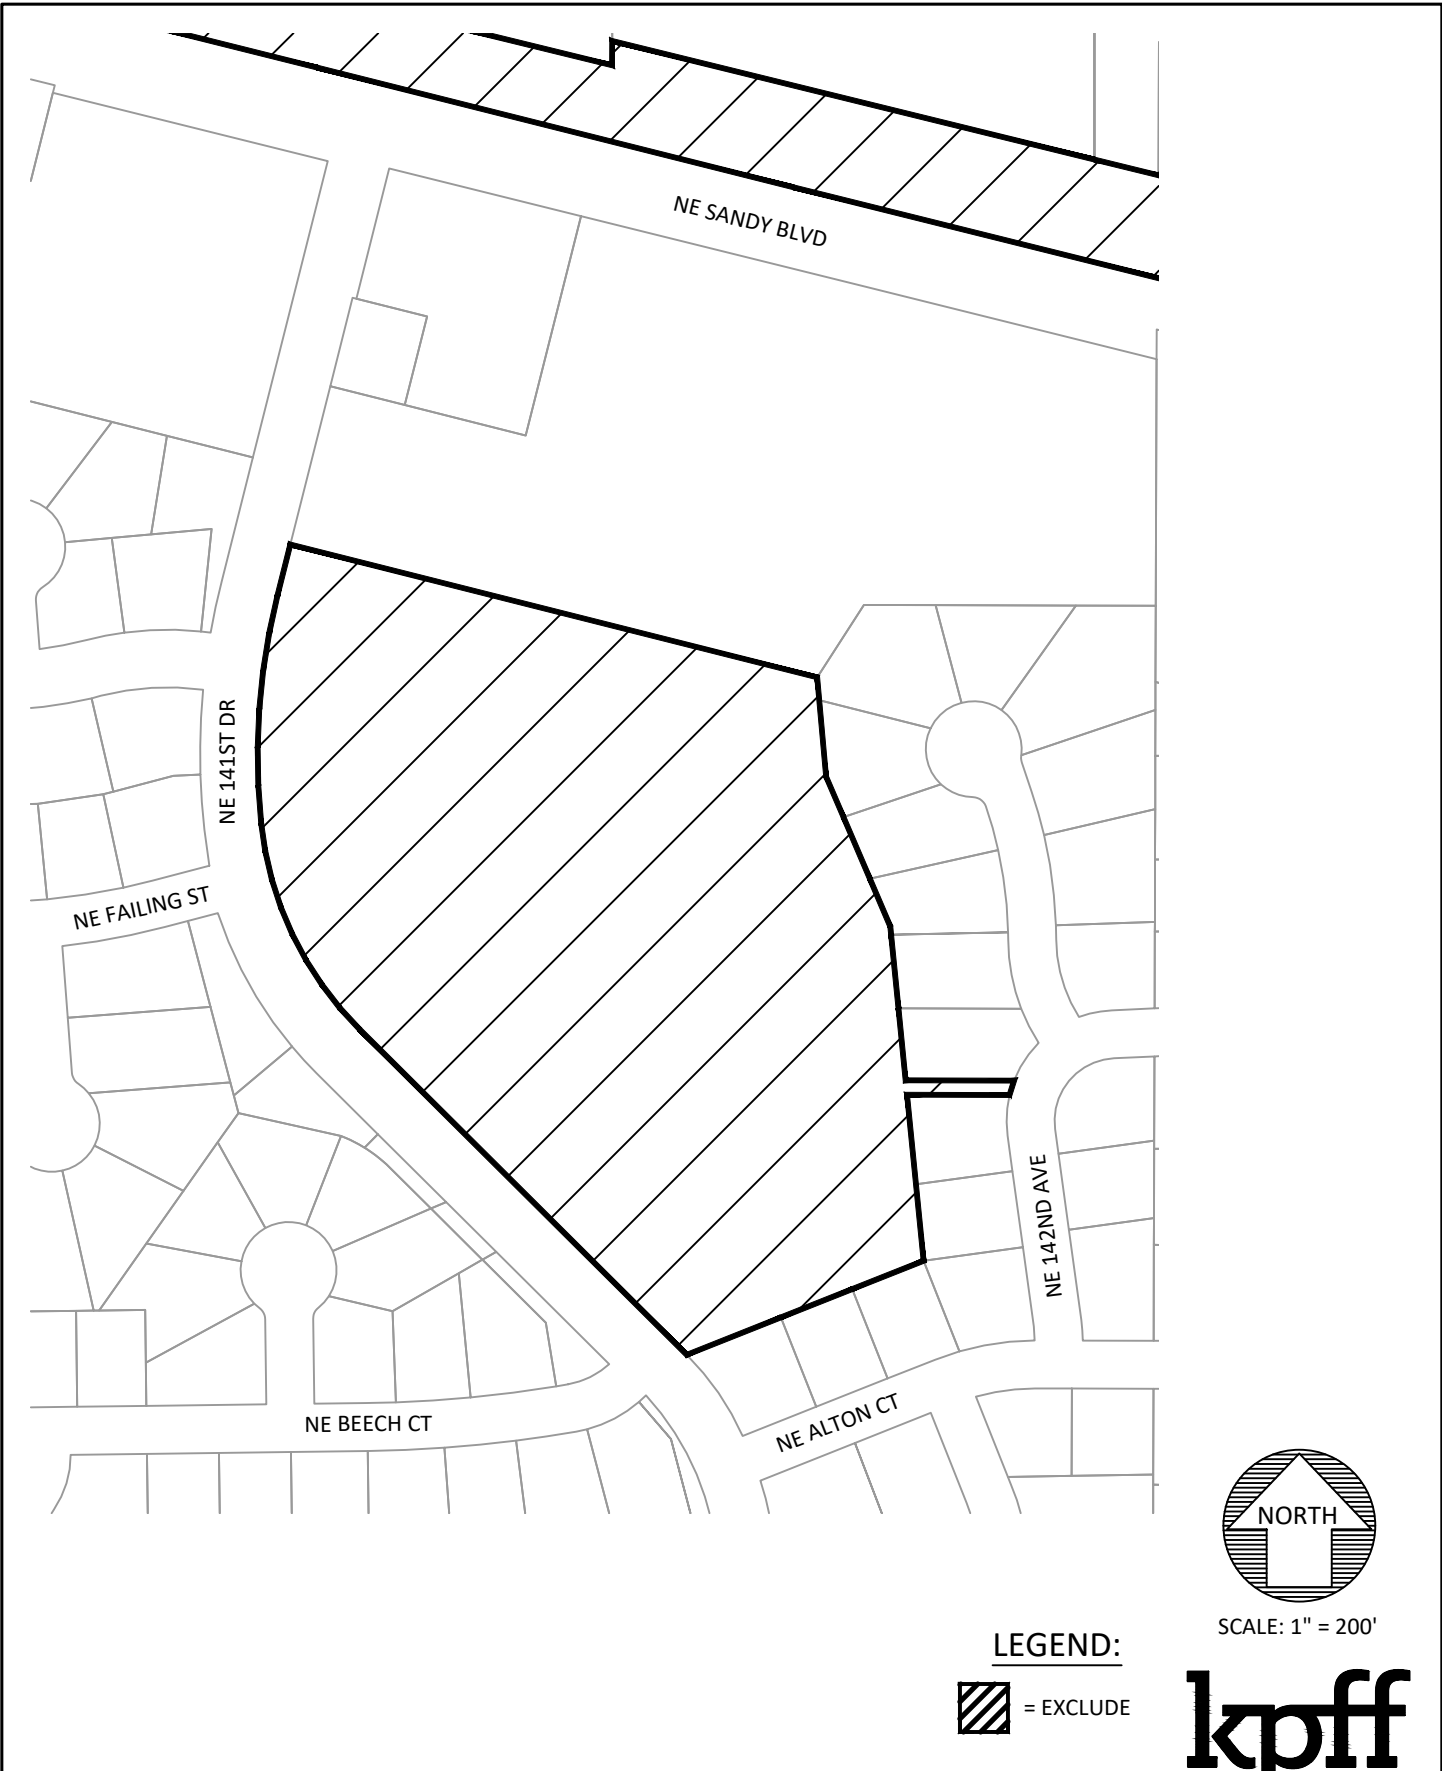 NE SANDY BLVD
NE 141ST DR
NE FAILING ST
NE 142ND AVE
NE BEECH CT
NE ALTON CT
NORTH
SCALE: 1" = 200'
LEGEND:
= EXCLUDE
kpff